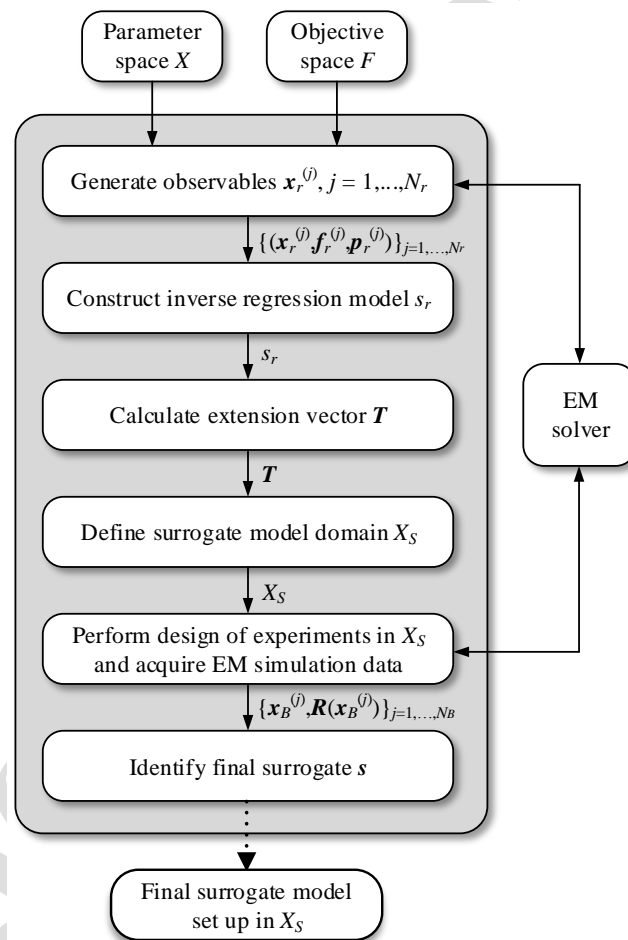 Parameter
space X
Objective
space F
Generate observables x_r^(j), j = 1,...,N_r
{(x_r^(j),f_r^(j),p_r^(j))}_j=1,...,N_r
Construct inverse regression model s_r
s_r
Calculate extension vector T
T
EM
solver
Define surrogate model domain X_S
X_S
Perform design of experiments in X_S
and acquire EM simulation data
{x_B^(j),R(x_B^(j))}_j=1,...,N_B
Identify final surrogate s
Final surrogate model
set up in X_S